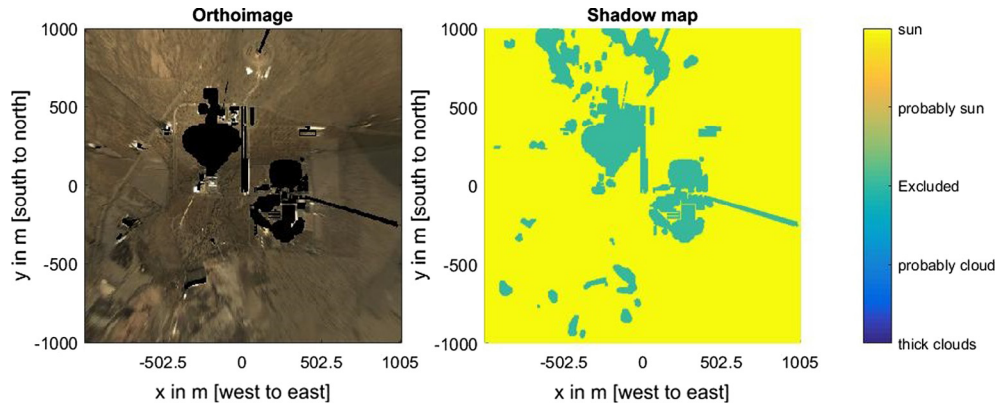 Orthoimage
1000
500
0
-500
-1000
-502.5 0 502.5 1005
x in m [west to east]
y in m [south to north]
Shadow map
1000
500
0
-500
-1000
-502.5 0 502.5 1005
x in m [west to east]
y in m [south to north]
sun
probably sun
Excluded
probably cloud
thick clouds